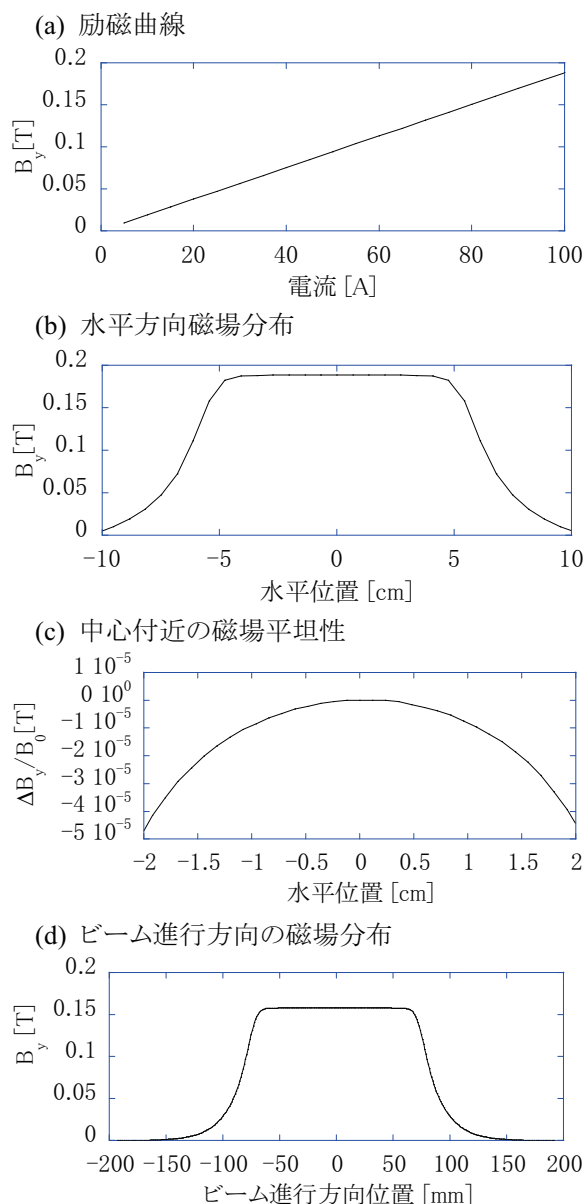 (a) 励磁曲線
0.2
0.15
0.1
0.05
0
B_y[T]
0 20 40 60 80 100
電流 [A]
(b) 水平方向磁場分布
0.2
0.15
0.1
0.05
0
B_y[T]
-10 -5 0 5 10
水平位置 [cm]
(c) 中心付近の磁場平坦性
1 10⁻⁵
0 10⁰
-1 10⁻⁵
-2 10⁻⁵
-3 10⁻⁵
-4 10⁻⁵
-5 10⁻⁵
ΔB_y/B_0[T]
-2 -1.5 -1 -0.5 0 0.5 1 1.5 2
水平位置 [cm]
(d) ビーム進行方向の磁場分布
0.2
0.15
0.1
0.05
0
B_y[T]
-200 -150 -100 -50 0 50 100 150 200
ビーム進行方向位置 [mm]